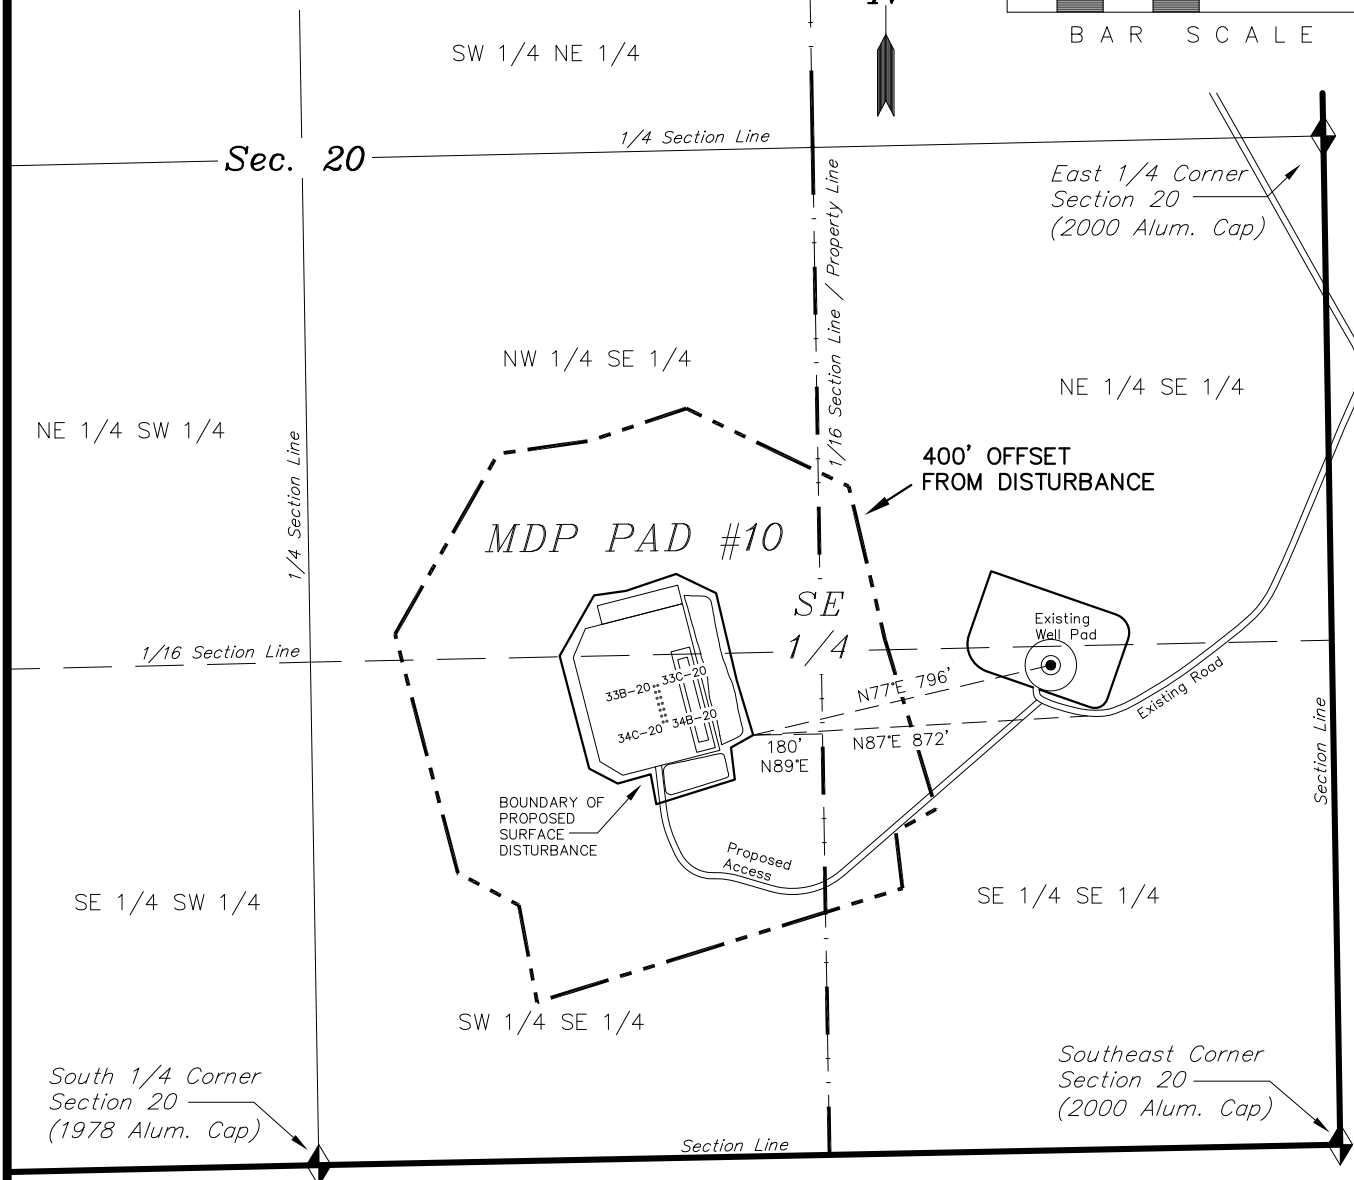 N
BAR SCALE
SW 1/4 NE 1/4
1/4 Section Line
Sec. 20
East 1/4 Corner
Section 20
(2000 Alum. Cap)
1/16 Section Line / Property Line
NW 1/4 SE 1/4
NE 1/4 SE 1/4
NE 1/4 SW 1/4
1/4 Section Line
400' OFFSET
FROM DISTURBANCE
MDP PAD #10
SE
1/4
Existing
Well Pad
1/16 Section Line
33C-20
33B-20
34B-20
34C-20
N77°E 796'
N87°E 872'
180'
N89°E
Existing Road
Section Line
BOUNDARY OF
PROPOSED
SURFACE
DISTURBANCE
Proposed
Access
SE 1/4 SW 1/4
SE 1/4 SE 1/4
SW 1/4 SE 1/4
South 1/4 Corner
Section 20
(1978 Alum. Cap)
Southeast Corner
Section 20
(2000 Alum. Cap)
Section Line